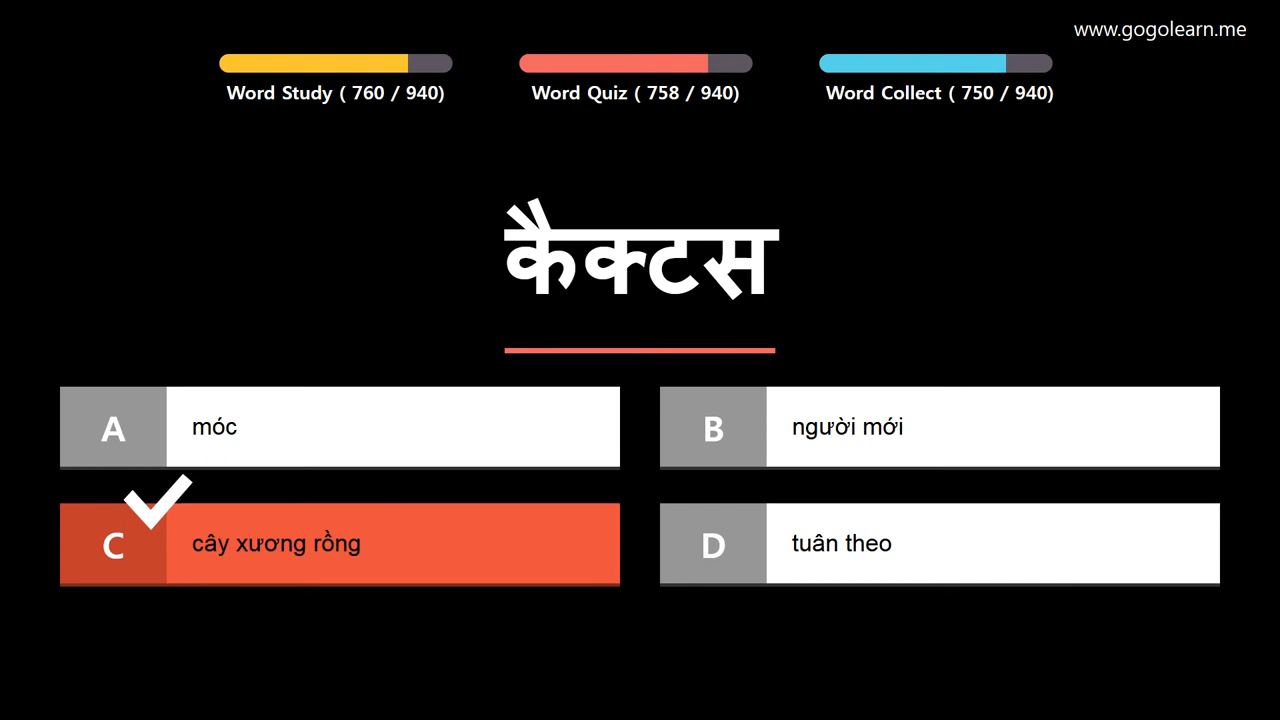 www.gogolearn.me
Word Study ( 760 / 940)
Word Quiz ( 758 / 940)
Word Collect ( 750 / 940)
कैक्टस
A móc
B người mới
C cây xương rồng
D tuân theo